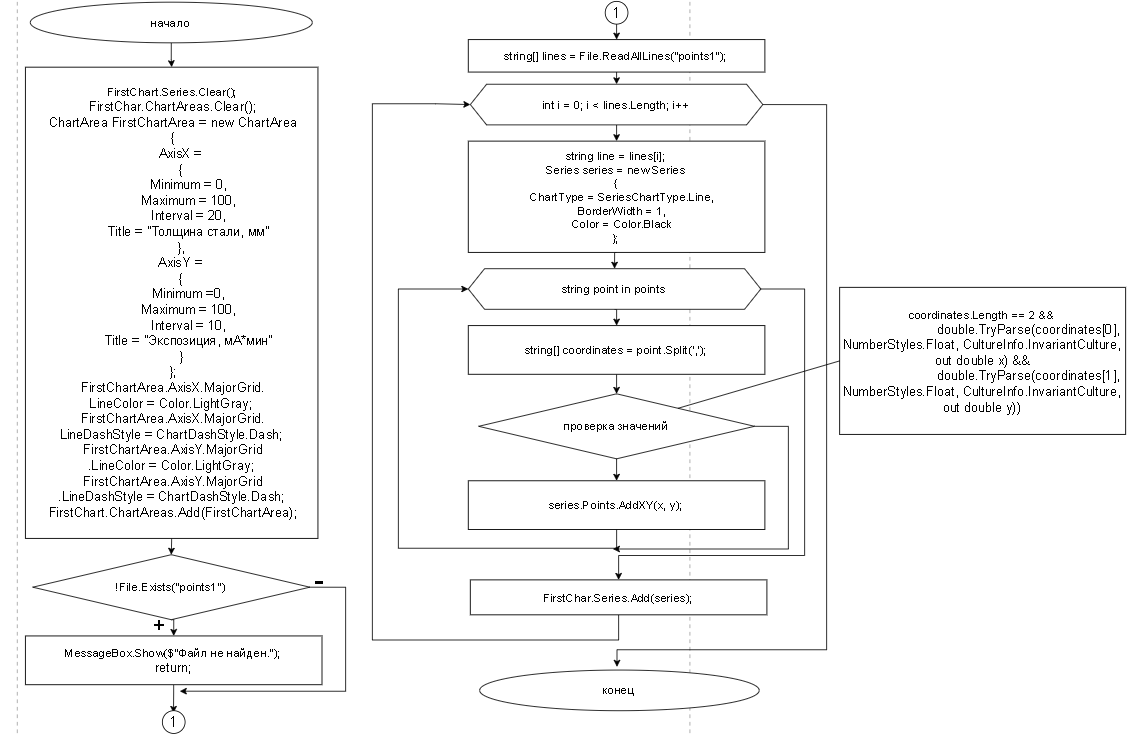 начало
FirstChart.Series.Clear();
FirstChar.ChartAreas.Clear();
ChartArea FirstChartArea = new ChartArea
{
AxisX =
{
Minimum = 0,
Maximum = 100,
Interval = 20,
Title = "Толщина стали, мм"
},
AxisY =
{
Minimum =0,
Maximum = 100,
Interval = 10,
Title = "Экспозиция, мА*мин"
}
};
FirstChartArea.AxisX.MajorGrid.
LineColor = Color.LightGray;
FirstChartArea.AxisX.MajorGrid.
LineDashStyle = ChartDashStyle.Dash;
FirstChartArea.AxisY.MajorGrid
.LineColor = Color.LightGray;
FirstChartArea.AxisY.MajorGrid
.LineDashStyle = ChartDashStyle.Dash;
FirstChart.ChartAreas.Add(FirstChartArea);
!File.Exists("points1")
-
+
MessageBox.Show($"Файл не найден.");
return;
1
1
string[] lines = File.ReadAllLines("points1");
int i = 0; i < lines.Length; i++
string line = lines[i];
Series series = new Series
{
ChartType = SeriesChartType.Line,
BorderWidth = 1,
Color = Color.Black
};
string point in points
string[] coordinates = point.Split(',');
проверка значений
series.Points.AddXY(x, y);
FirstChar.Series.Add(series);
конец
coordinates.Length == 2 &&
double.TryParse(coordinates[0],
NumberStyles.Float, CultureInfo.InvariantCulture,
out double x) &&
double.TryParse(coordinates[1],
NumberStyles.Float, CultureInfo.InvariantCulture,
out double y))